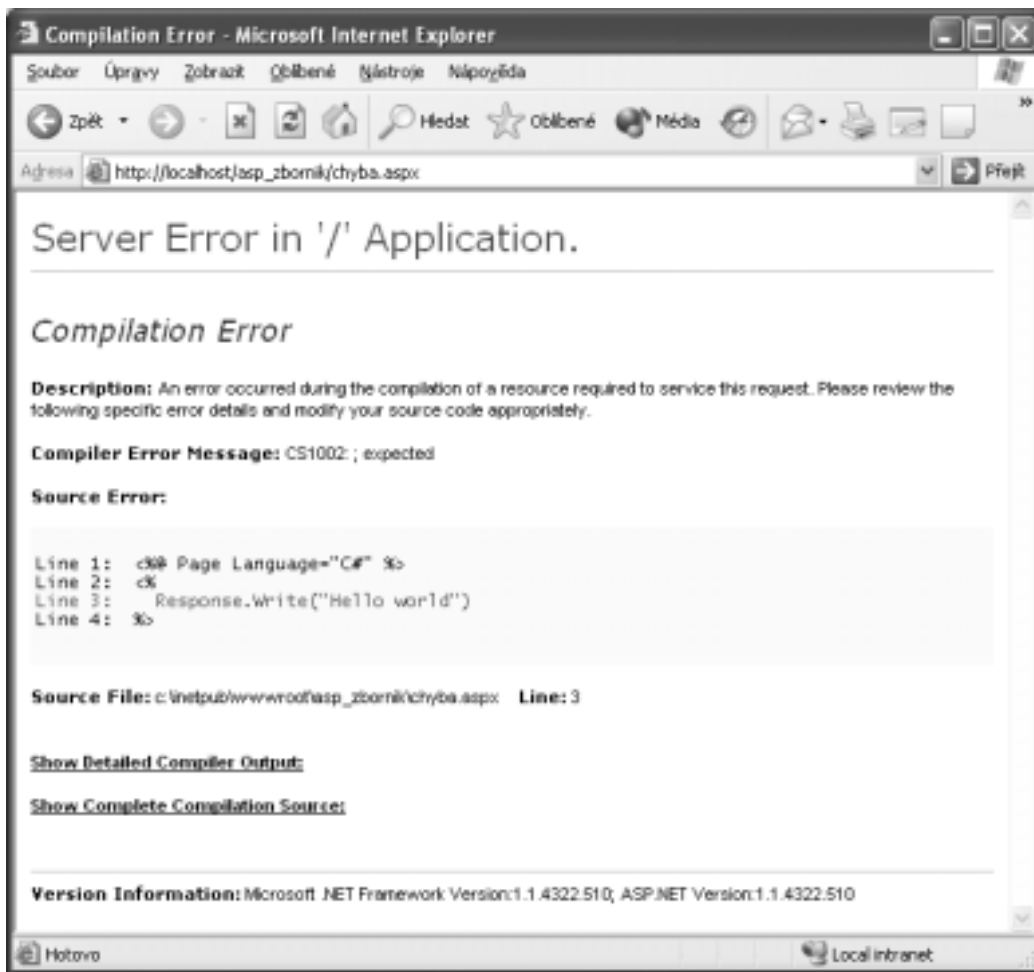 Compilation Error - Microsoft Internet Explorer
Soubor Úpravy Zobrazit Oblíbené Nástroje Nápověda
Zpět Hledat Oblíbené Média »
Adresa http://localhost/asp_zbornik/chyba.aspx Přejít
Server Error in '/' Application.
Compilation Error
Description: An error occurred during the compilation of a resource required to service this request. Please review the
following specific error details and modify your source code appropriately.
Compiler Error Message: CS1002: ; expected
Source Error:
Line 1: <%@ Page Language="C#" %>
Line 2: <%
Line 3: Response.Write("Hello world")
Line 4: %>
Source File: c:\inetpub\wwwroot\asp_zbornik\chyba.aspx Line: 3
Show Detailed Compiler Output:
Show Complete Compilation Source:
Version Information: Microsoft .NET Framework Version:1.1.4322.510; ASP.NET Version:1.1.4322.510
Hotovo Local intranet